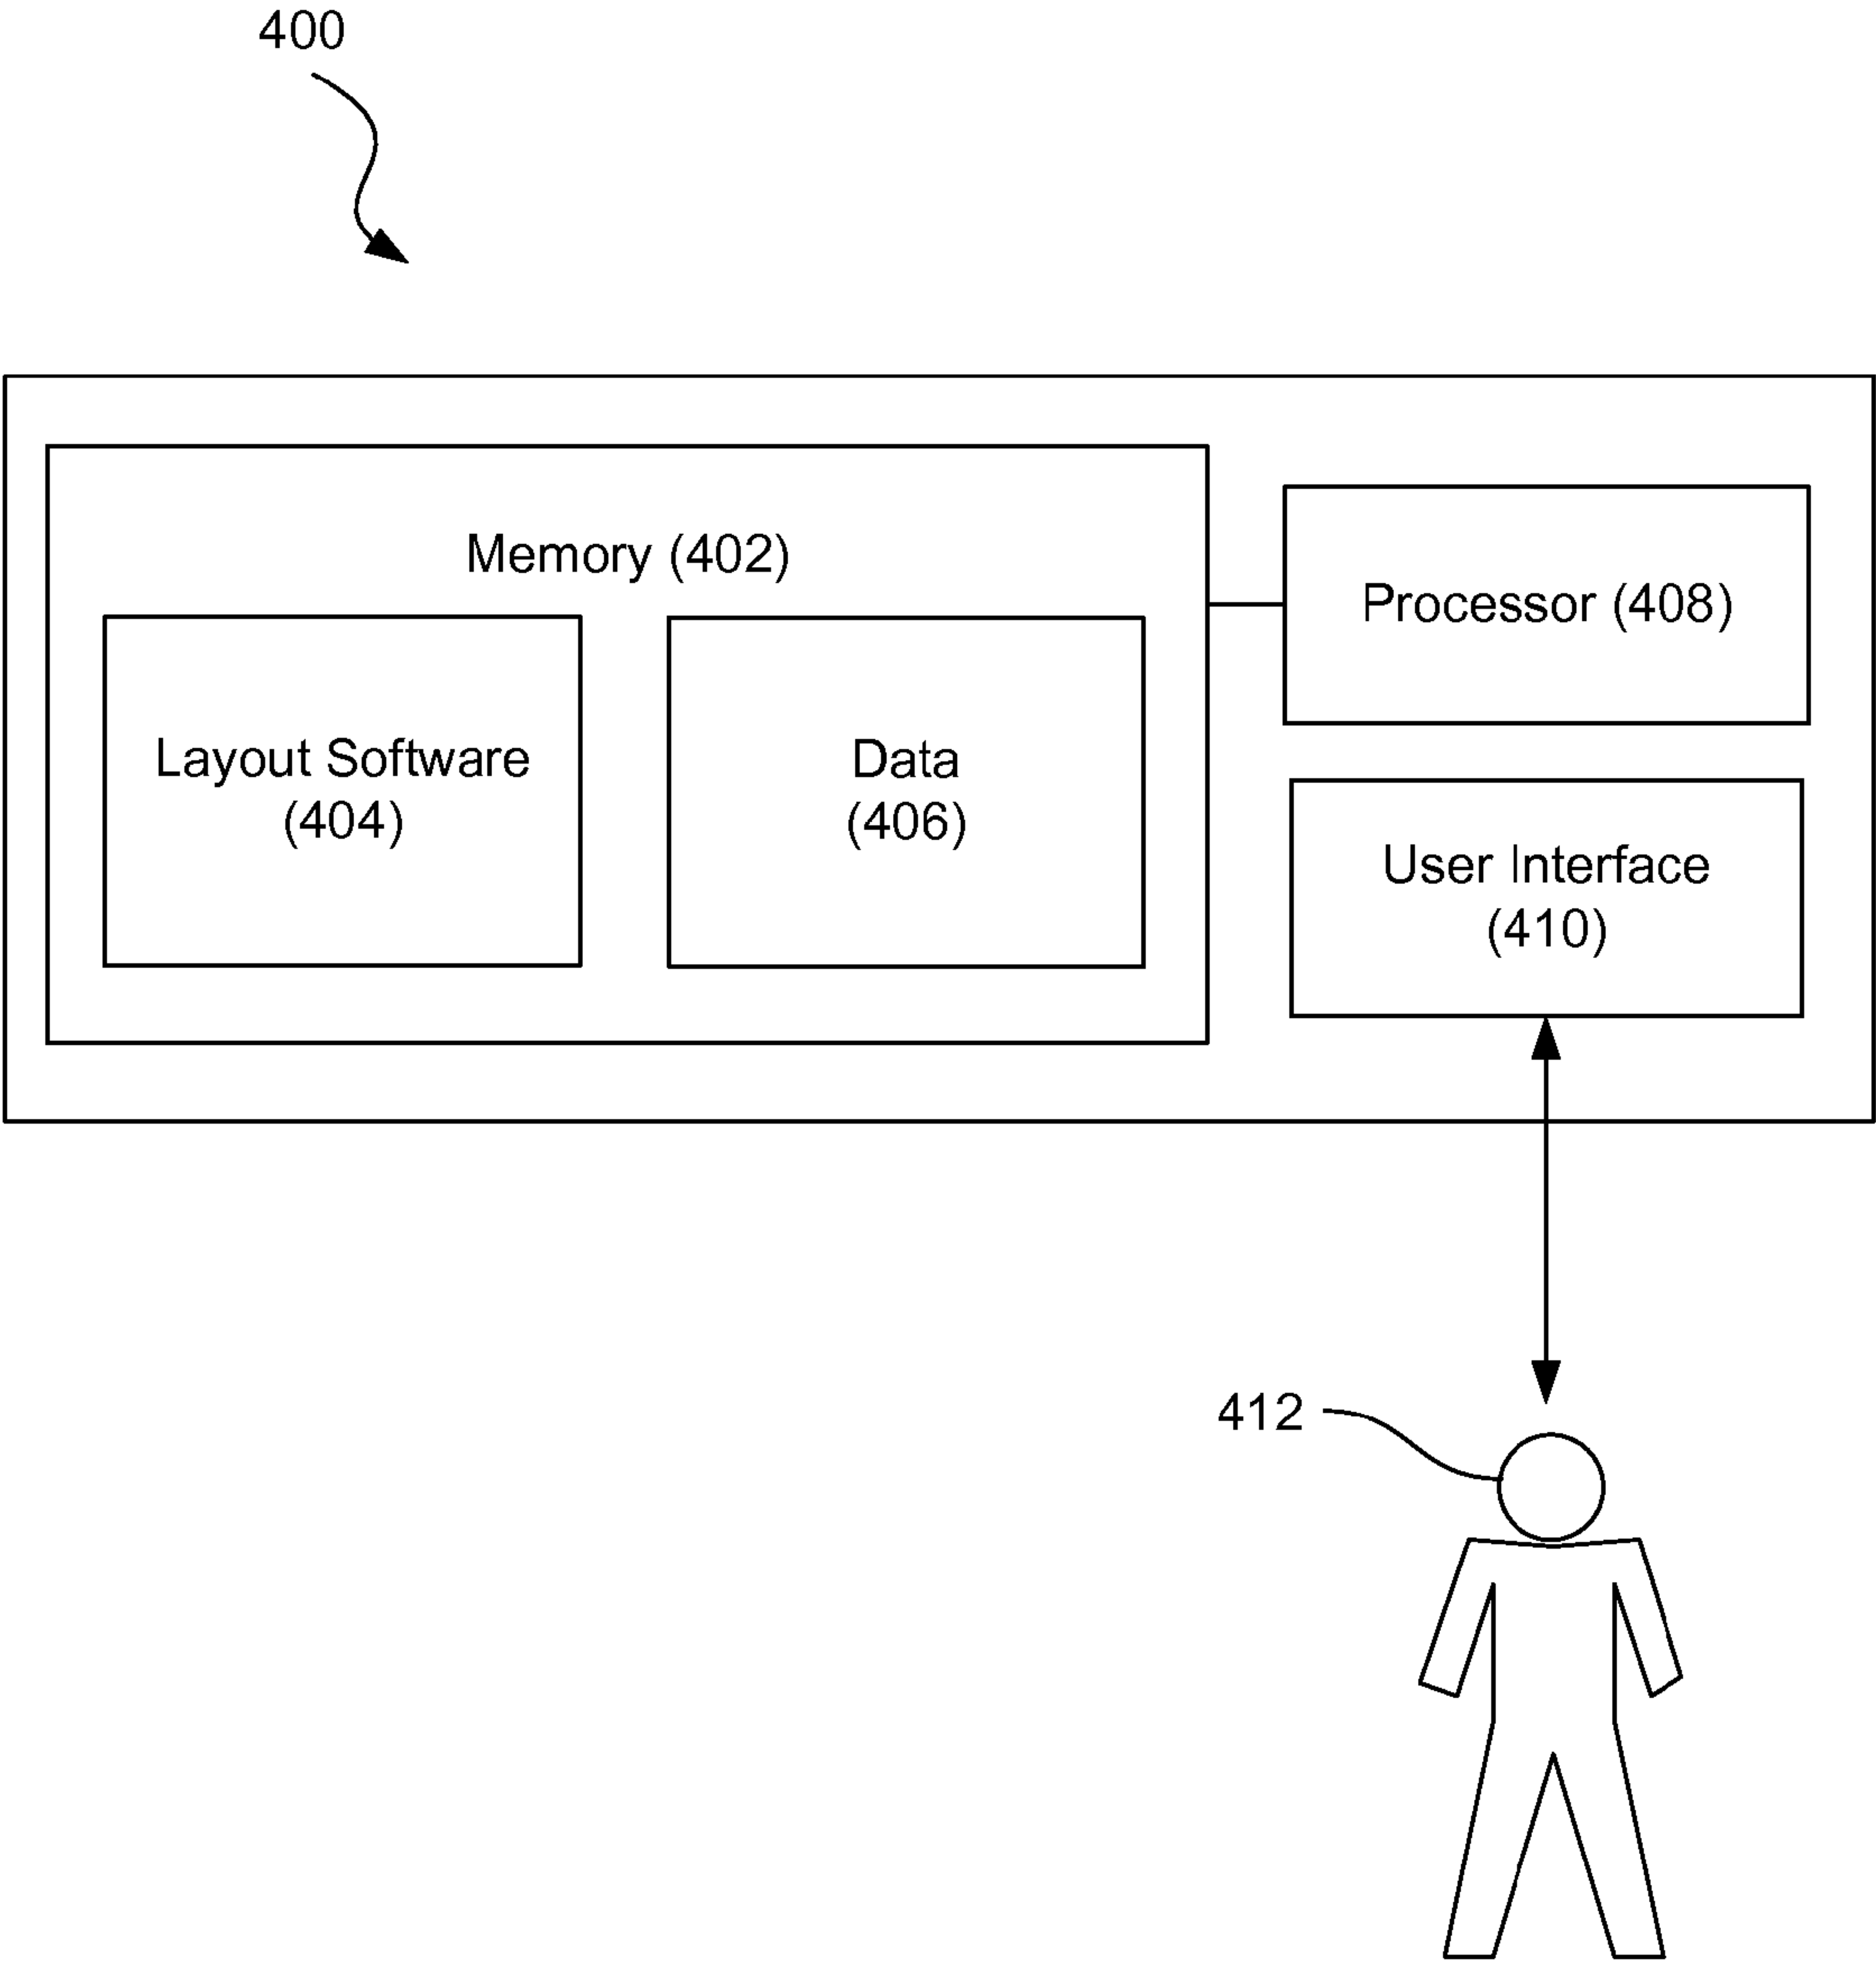 400
Memory (402)
Processor (408)
Layout Software
(404)
Data
(406)
User Interface
(410)
412